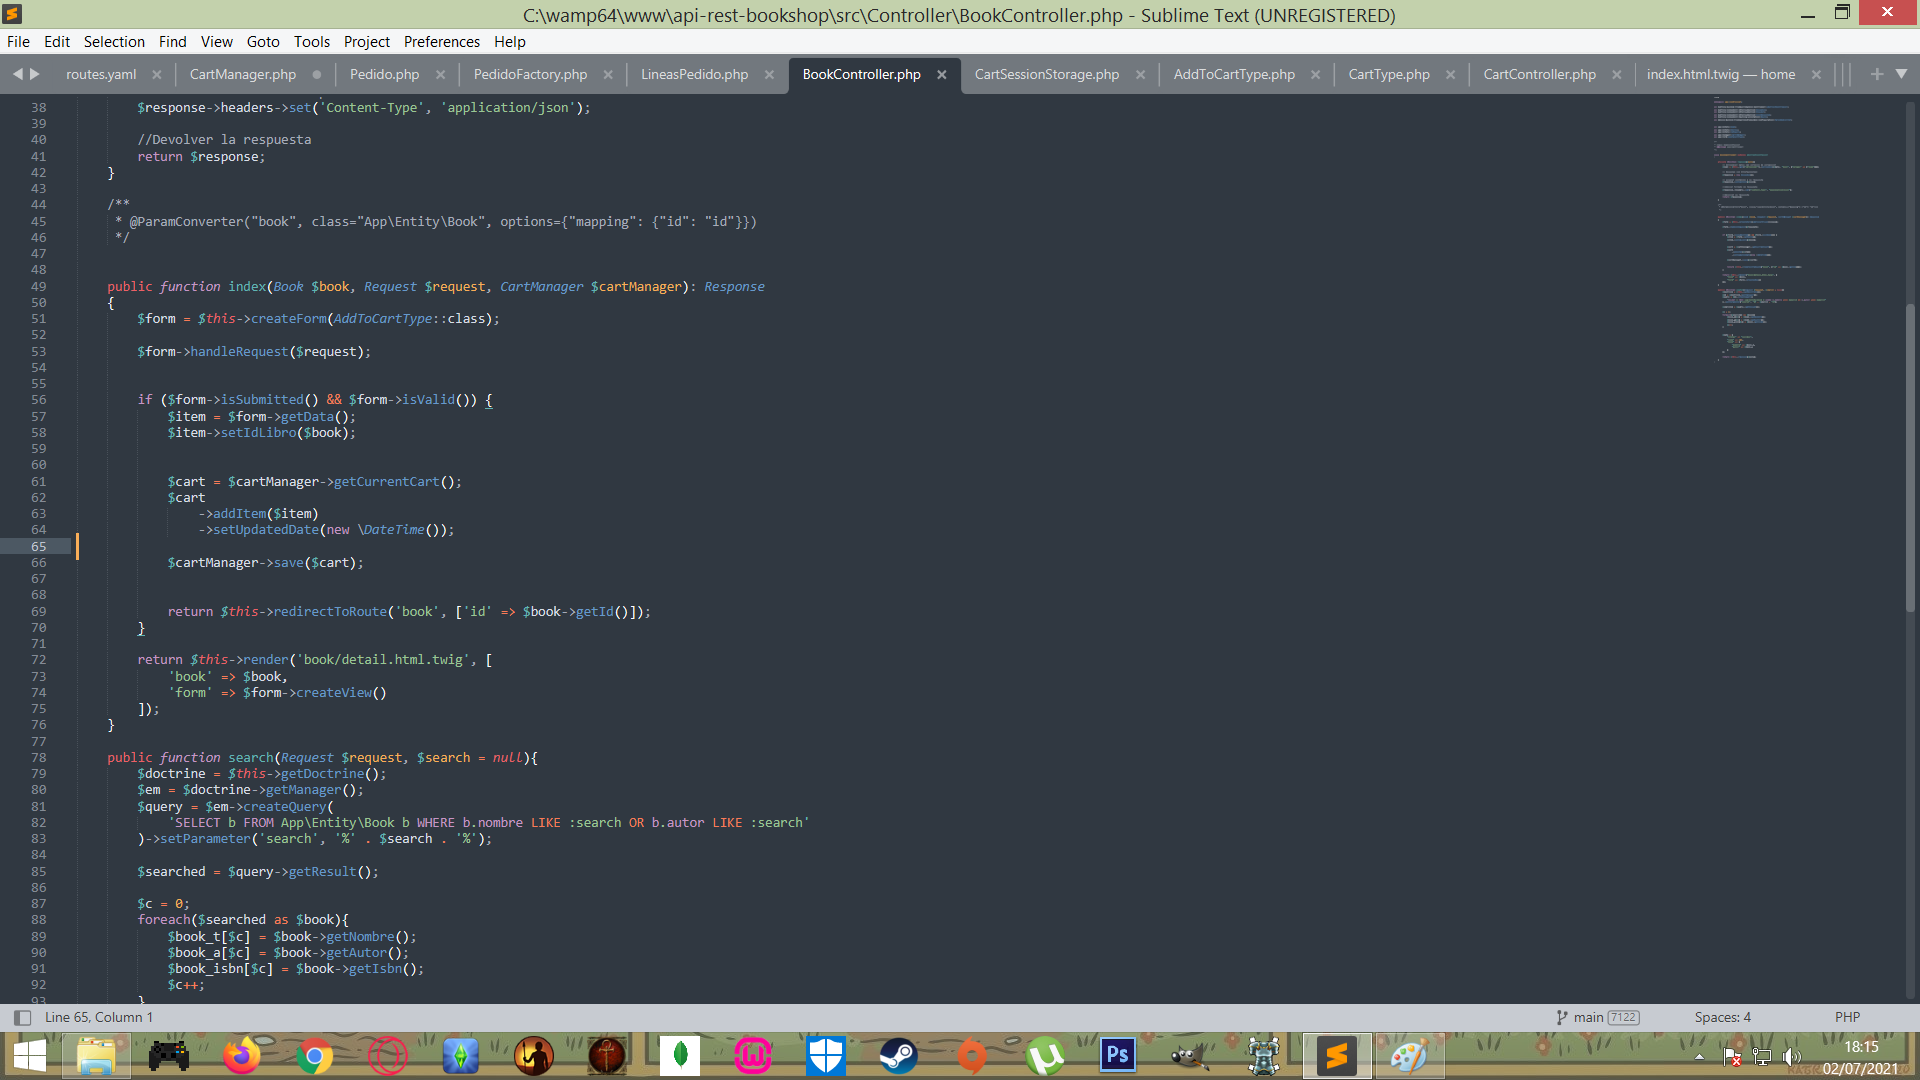 C:\wamp64\www\api-rest-bookshop\src\Controller\BookController.php - Sublime Text (UNREGISTERED)
File Edit Selection Find View Goto Tools Project Preferences Help
routes.yaml CartManager.php Pedido.php PedidoFactory.php LineasPedido.php BookController.php CartSessionStorage.php AddToCartType.php CartType.php CartController.php index.html.twig — home
38 $response->headers->set('Content-Type', 'application/json');
39
40 //Devolver la respuesta
41 return $response;
42 }
43
44 /**
45 * @ParamConverter("book", class="App\Entity\Book", options={"mapping": {"id": "id"}})
46 */
47
48
49 public function index(Book $book, Request $request, CartManager $cartManager): Response
50 {
51 $form = $this->createForm(AddToCartType::class);
52
53 $form->handleRequest($request);
54
55
56 if ($form->isSubmitted() && $form->isValid()) {
57 $item = $form->getData();
58 $item->setIdLibro($book);
59
60
61 $cart = $cartManager->getCurrentCart();
62 $cart
63 ->addItem($item)
64 ->setUpdatedDate(new \DateTime());
65
66 $cartManager->save($cart);
67
68
69 return $this->redirectToRoute('book', ['id' => $book->getId()]);
70 }
71
72 return $this->render('book/detail.html.twig', [
73 'book' => $book,
74 'form' => $form->createView()
75 ]);
76 }
77
78 public function search(Request $request, $search = null){
79 $doctrine = $this->getDoctrine();
80 $em = $doctrine->getManager();
81 $query = $em->createQuery(
82 'SELECT b FROM App\Entity\Book b WHERE b.nombre LIKE :search OR b.autor LIKE :search'
83 )->setParameter('search', '%' . $search . '%');
84
85 $searched = $query->getResult();
86
87 $c = 0;
88 foreach($searched as $book){
89 $book_t[$c] = $book->getNombre();
90 $book_a[$c] = $book->getAutor();
91 $book_isbn[$c] = $book->getIsbn();
92 $c++;
93 }
Line 65, Column 1 main 7122 Spaces: 4 PHP
Ps
18:15
02/07/2021